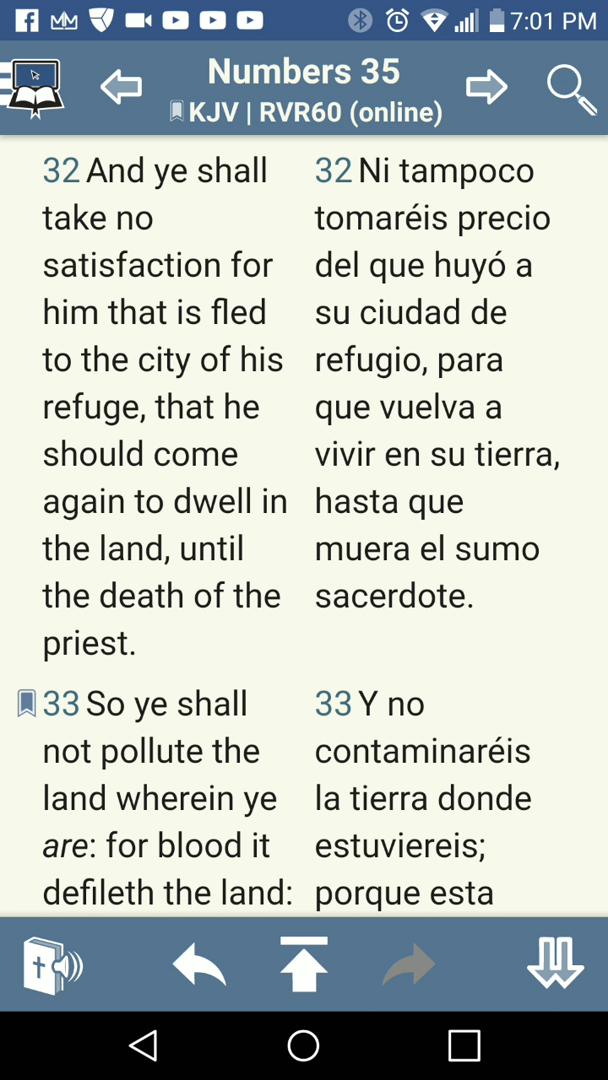 7:01 PM
Numbers 35
KJV | RVR60 (online)
32 And ye shall
take no
satisfaction for
him that is fled
to the city of his
refuge, that he
should come
again to dwell in
the land, until
the death of the
priest.
33 So ye shall
not pollute the
land wherein ye
are: for blood it
defileth the land:
32 Ni tampoco
tomaréis precio
del que huyó a
su ciudad de
refugio, para
que vuelva a
vivir en su tierra,
hasta que
muera el sumo
sacerdote.
33 Y no
contaminaréis
la tierra donde
estuviereis;
porque esta